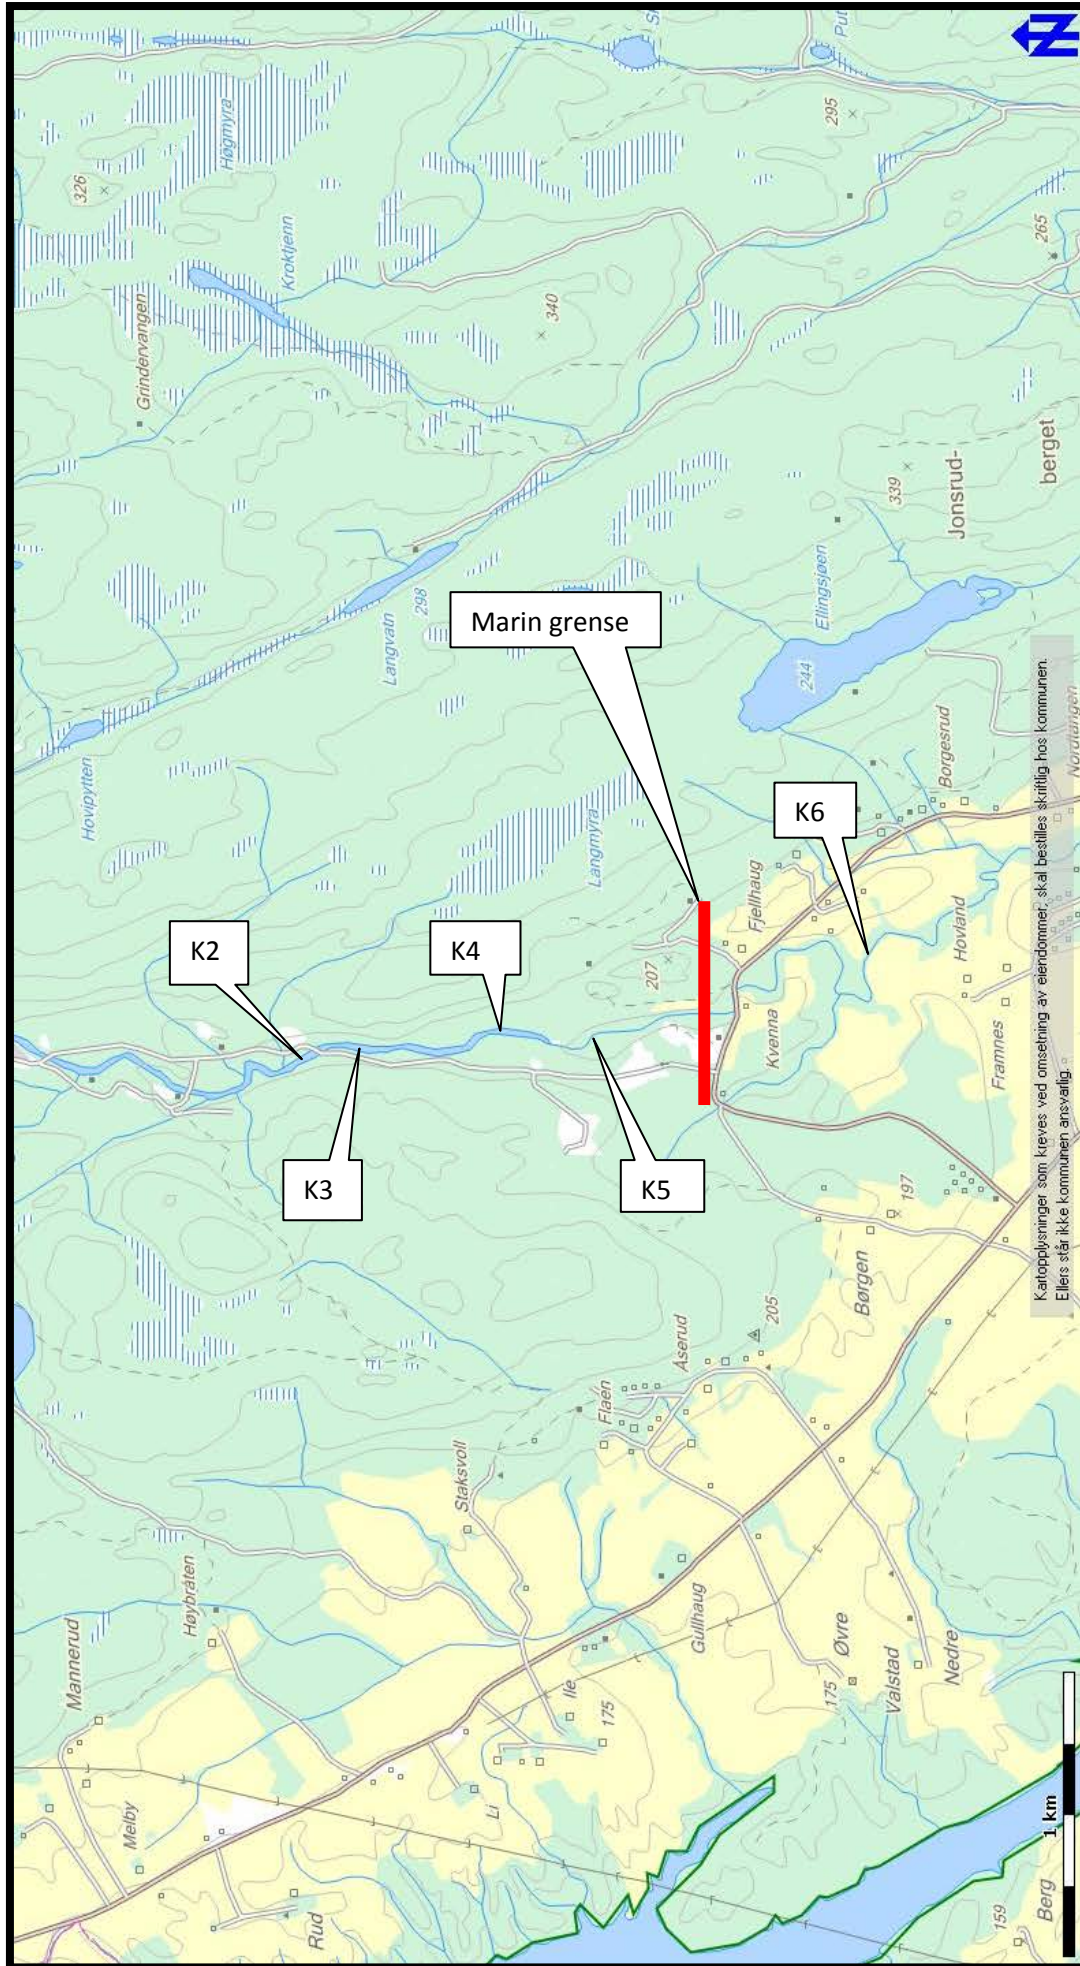 N
326
Høgmyra
295
Kroktjenn
Grindervangen
340
265
339
Jonsrud-
berget
Langvatn
298
Ellingsjøen
244
Marin grense
Hovipytten
K6
Borgesrud
Langmyra
Fjellhaug
K2
K4
207
Hovland
Kvenna
Framnes
K3
K5
197
Børgen
205
Åserud
Flaen
Staksvoll
Høybråten
Mannerud
Gullhaug
Øvre
175
Valstad
Nedre
Ile
175
Li
Melby
Rud
159
Berg
1 km
Kartopplysninger som kreves ved omsetning av eiendommer, skal bestilles skriftlig hos kommunen.
Ellers står ikke kommunen ansvarlig.